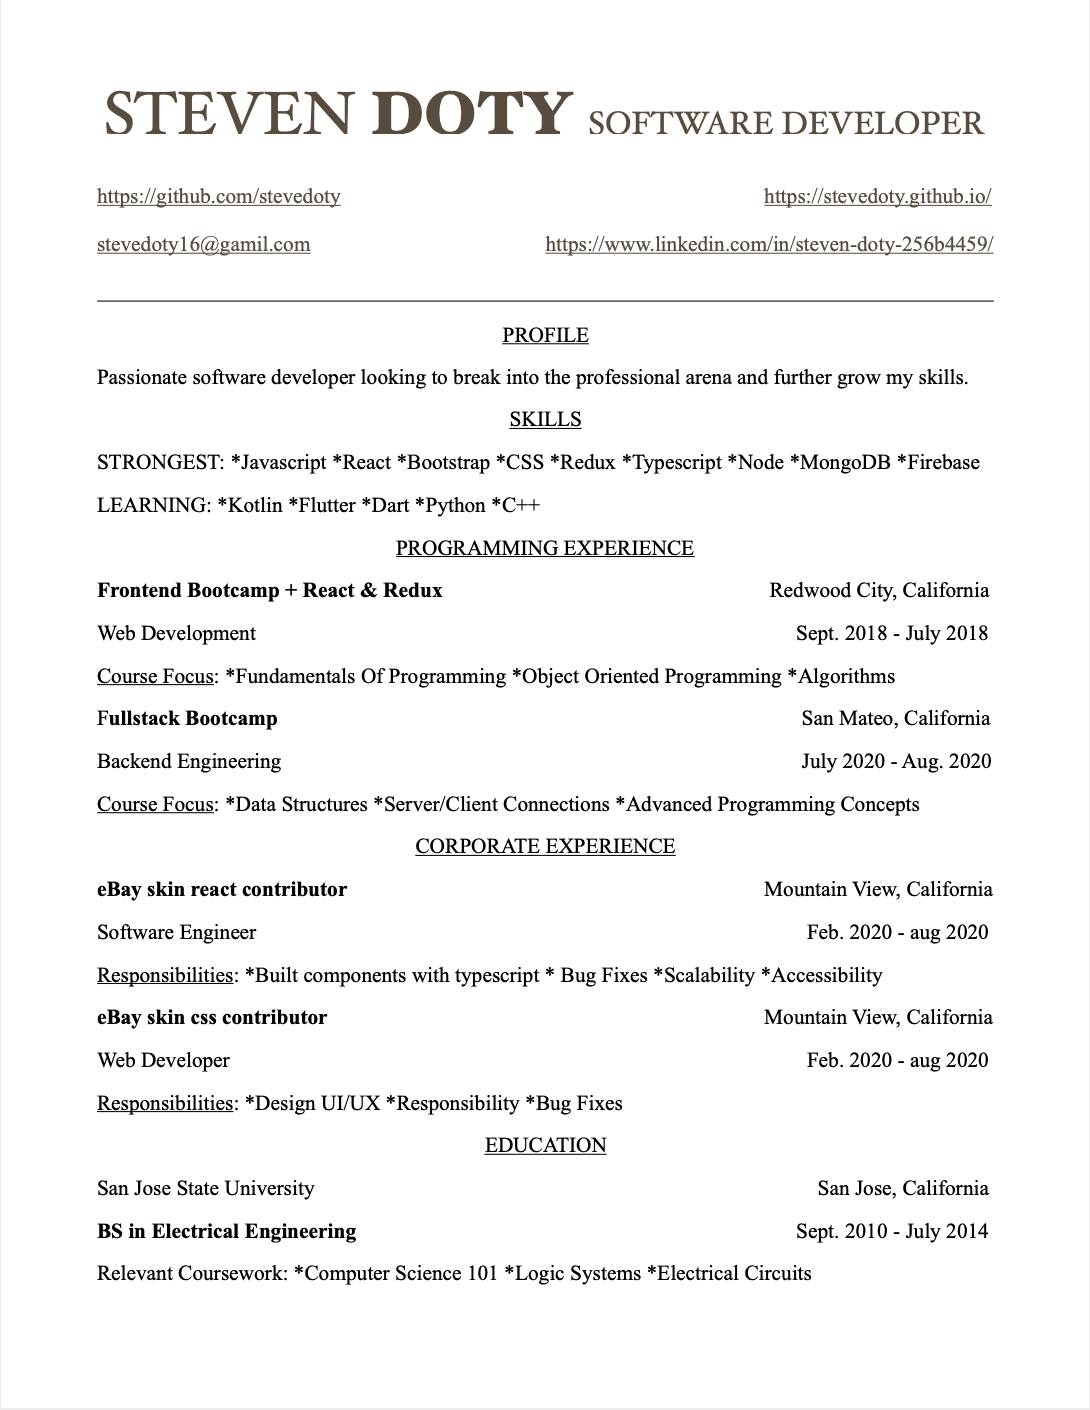 STEVEN DOTY SOFTWARE DEVELOPER
https://github.com/stevedoty https://stevedoty.github.io/
stevedoty16@gamil.com https://www.linkedin.com/in/steven-doty-256b4459/
PROFILE
Passionate software developer looking to break into the professional arena and further grow my skills.
SKILLS
STRONGEST: *Javascript *React *Bootstrap *CSS *Redux *Typescript *Node *MongoDB *Firebase
LEARNING: *Kotlin *Flutter *Dart *Python *C++
PROGRAMMING EXPERIENCE
Frontend Bootcamp + React & Redux Redwood City, California
Web Development Sept. 2018 - July 2018
Course Focus: *Fundamentals Of Programming *Object Oriented Programming *Algorithms
Fullstack Bootcamp San Mateo, California
Backend Engineering July 2020 - Aug. 2020
Course Focus: *Data Structures *Server/Client Connections *Advanced Programming Concepts
CORPORATE EXPERIENCE
eBay skin react contributor Mountain View, California
Software Engineer Feb. 2020 - aug 2020
Responsibilities: *Built components with typescript * Bug Fixes *Scalability *Accessibility
eBay skin css contributor Mountain View, California
Web Developer Feb. 2020 - aug 2020
Responsibilities: *Design UI/UX *Responsibility *Bug Fixes
EDUCATION
San Jose State University San Jose, California
BS in Electrical Engineering Sept. 2010 - July 2014
Relevant Coursework: *Computer Science 101 *Logic Systems *Electrical Circuits